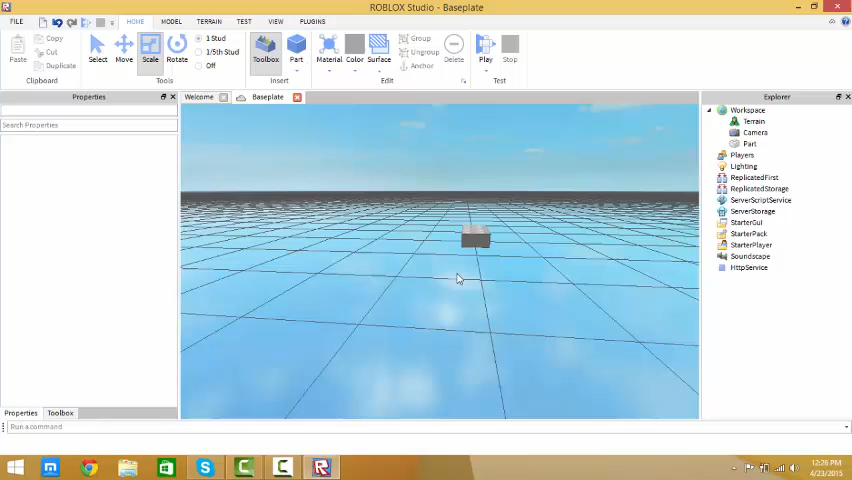 ROBLOX Studio - Baseplate
FILE HOME MODEL TERRAIN TEST VIEW PLUGINS
Paste
Copy
Cut
Duplicate
Clipboard
Select Move Scale Rotate
1 Stud
1/5th Stud
Off
Tools
Toolbox Part
Insert
Material Color Surface
Group
Ungroup
Anchor
Delete
Edit
Play Stop
Test
Properties
Search Properties
Welcome Baseplate
Explorer
Workspace
Terrain
Camera
Part
Players
Lighting
ReplicatedFirst
ReplicatedStorage
ServerScriptService
ServerStorage
StarterGui
StarterPack
StarterPlayer
Soundscape
HttpService
Properties Toolbox
Run a command
12:26 PM
4/23/2015